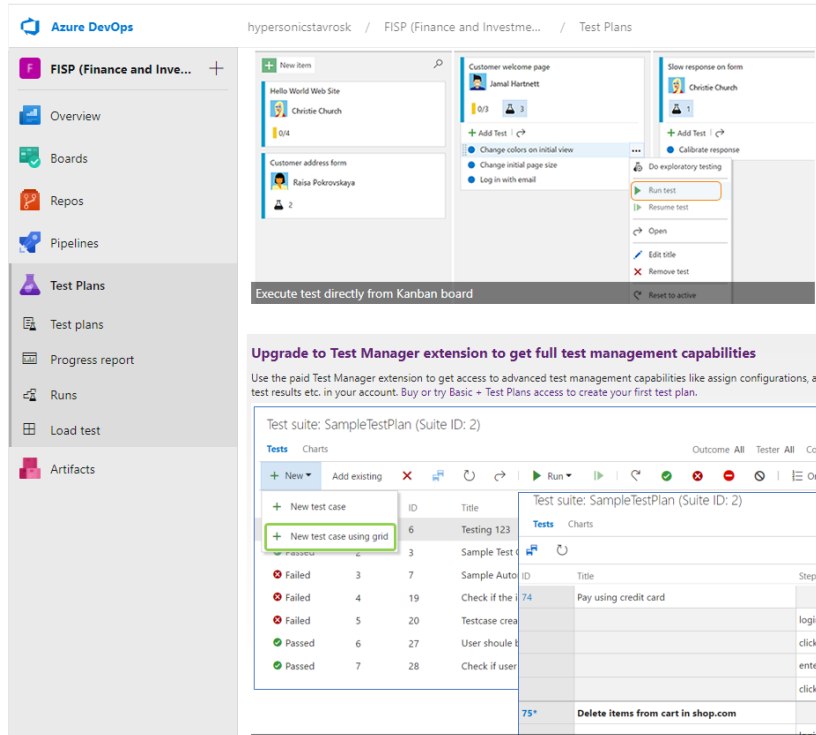 Azure DevOps
hypersonicstavrosk / FISP (Finance and Investme... / Test Plans
F FISP (Finance and Inve... +
Overview
Boards
Repos
Pipelines
Test Plans
Test plans
Progress report
Runs
Load test
Artifacts
New item
Hello World Web Site
Christie Church
0/4
Customer address form
Raisa Pokrovskaya
2
Customer welcome page
Jamal Hartnett
0/3 3
+ Add Test
Change colors on initial view ...
Change initial page size
Log in with email
Slow response on form
Christie Church
1
+ Add Test
Calibrate response
Do exploratory testing
Run test
Resume test
Open
Edit title
Remove test
Reset to active
Execute test directly from Kanban board
Upgrade to Test Manager extension to get full test management capabilities
Use the paid Test Manager extension to get access to advanced test management capabilities like assign configurations, a
test results etc. in your account. Buy or try Basic + Test Plans access to create your first test plan.
Test suite: SampleTestPlan (Suite ID: 2)
Tests Charts
Outcome All Tester All Co
+ New Add existing Run Or
+ New test case
+ New test case using grid
ID Title
6 Testing 123
Passed 2 3 Sample Test
Failed 3 7 Sample Auto
Failed 4 19 Check if the i
Failed 5 20 Testcase crea
Passed 6 27 User shoule b
Passed 7 28 Check if user
Test suite: SampleTestPlan (Suite ID: 2)
Tests Charts
ID Title Step
74 Pay using credit card
logi
click
ente
click
75* Delete items from cart in shop.com